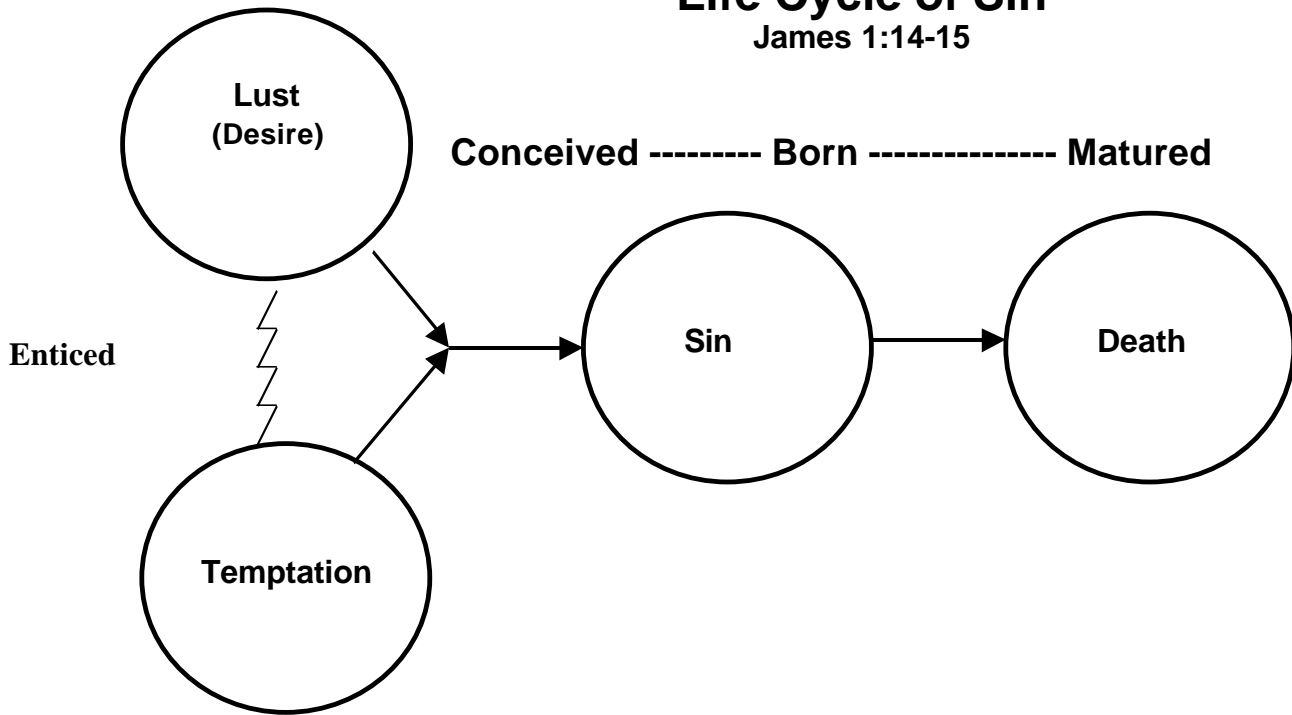 Life Cycle of Sin
James 1:14-15
Lust
(Desire)
Conceived --------- Born --------------- Matured
Enticed
Sin
Death
Temptation